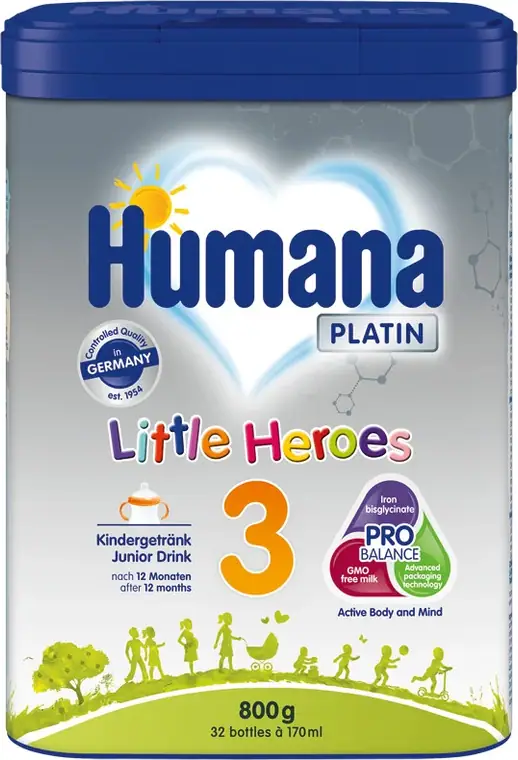 Humana
PLATIN
Controlled Quality
in
GERMANY
est. 1954
Little Heroes
3
Kindergetränk
Junior Drink
nach 12 Monaten
after 12 months
Iron
bisglycinate
PRO
BALANCE
GMO
free milk
Advanced
packaging
technology
Active Body and Mind
800g
32 bottles à 170ml